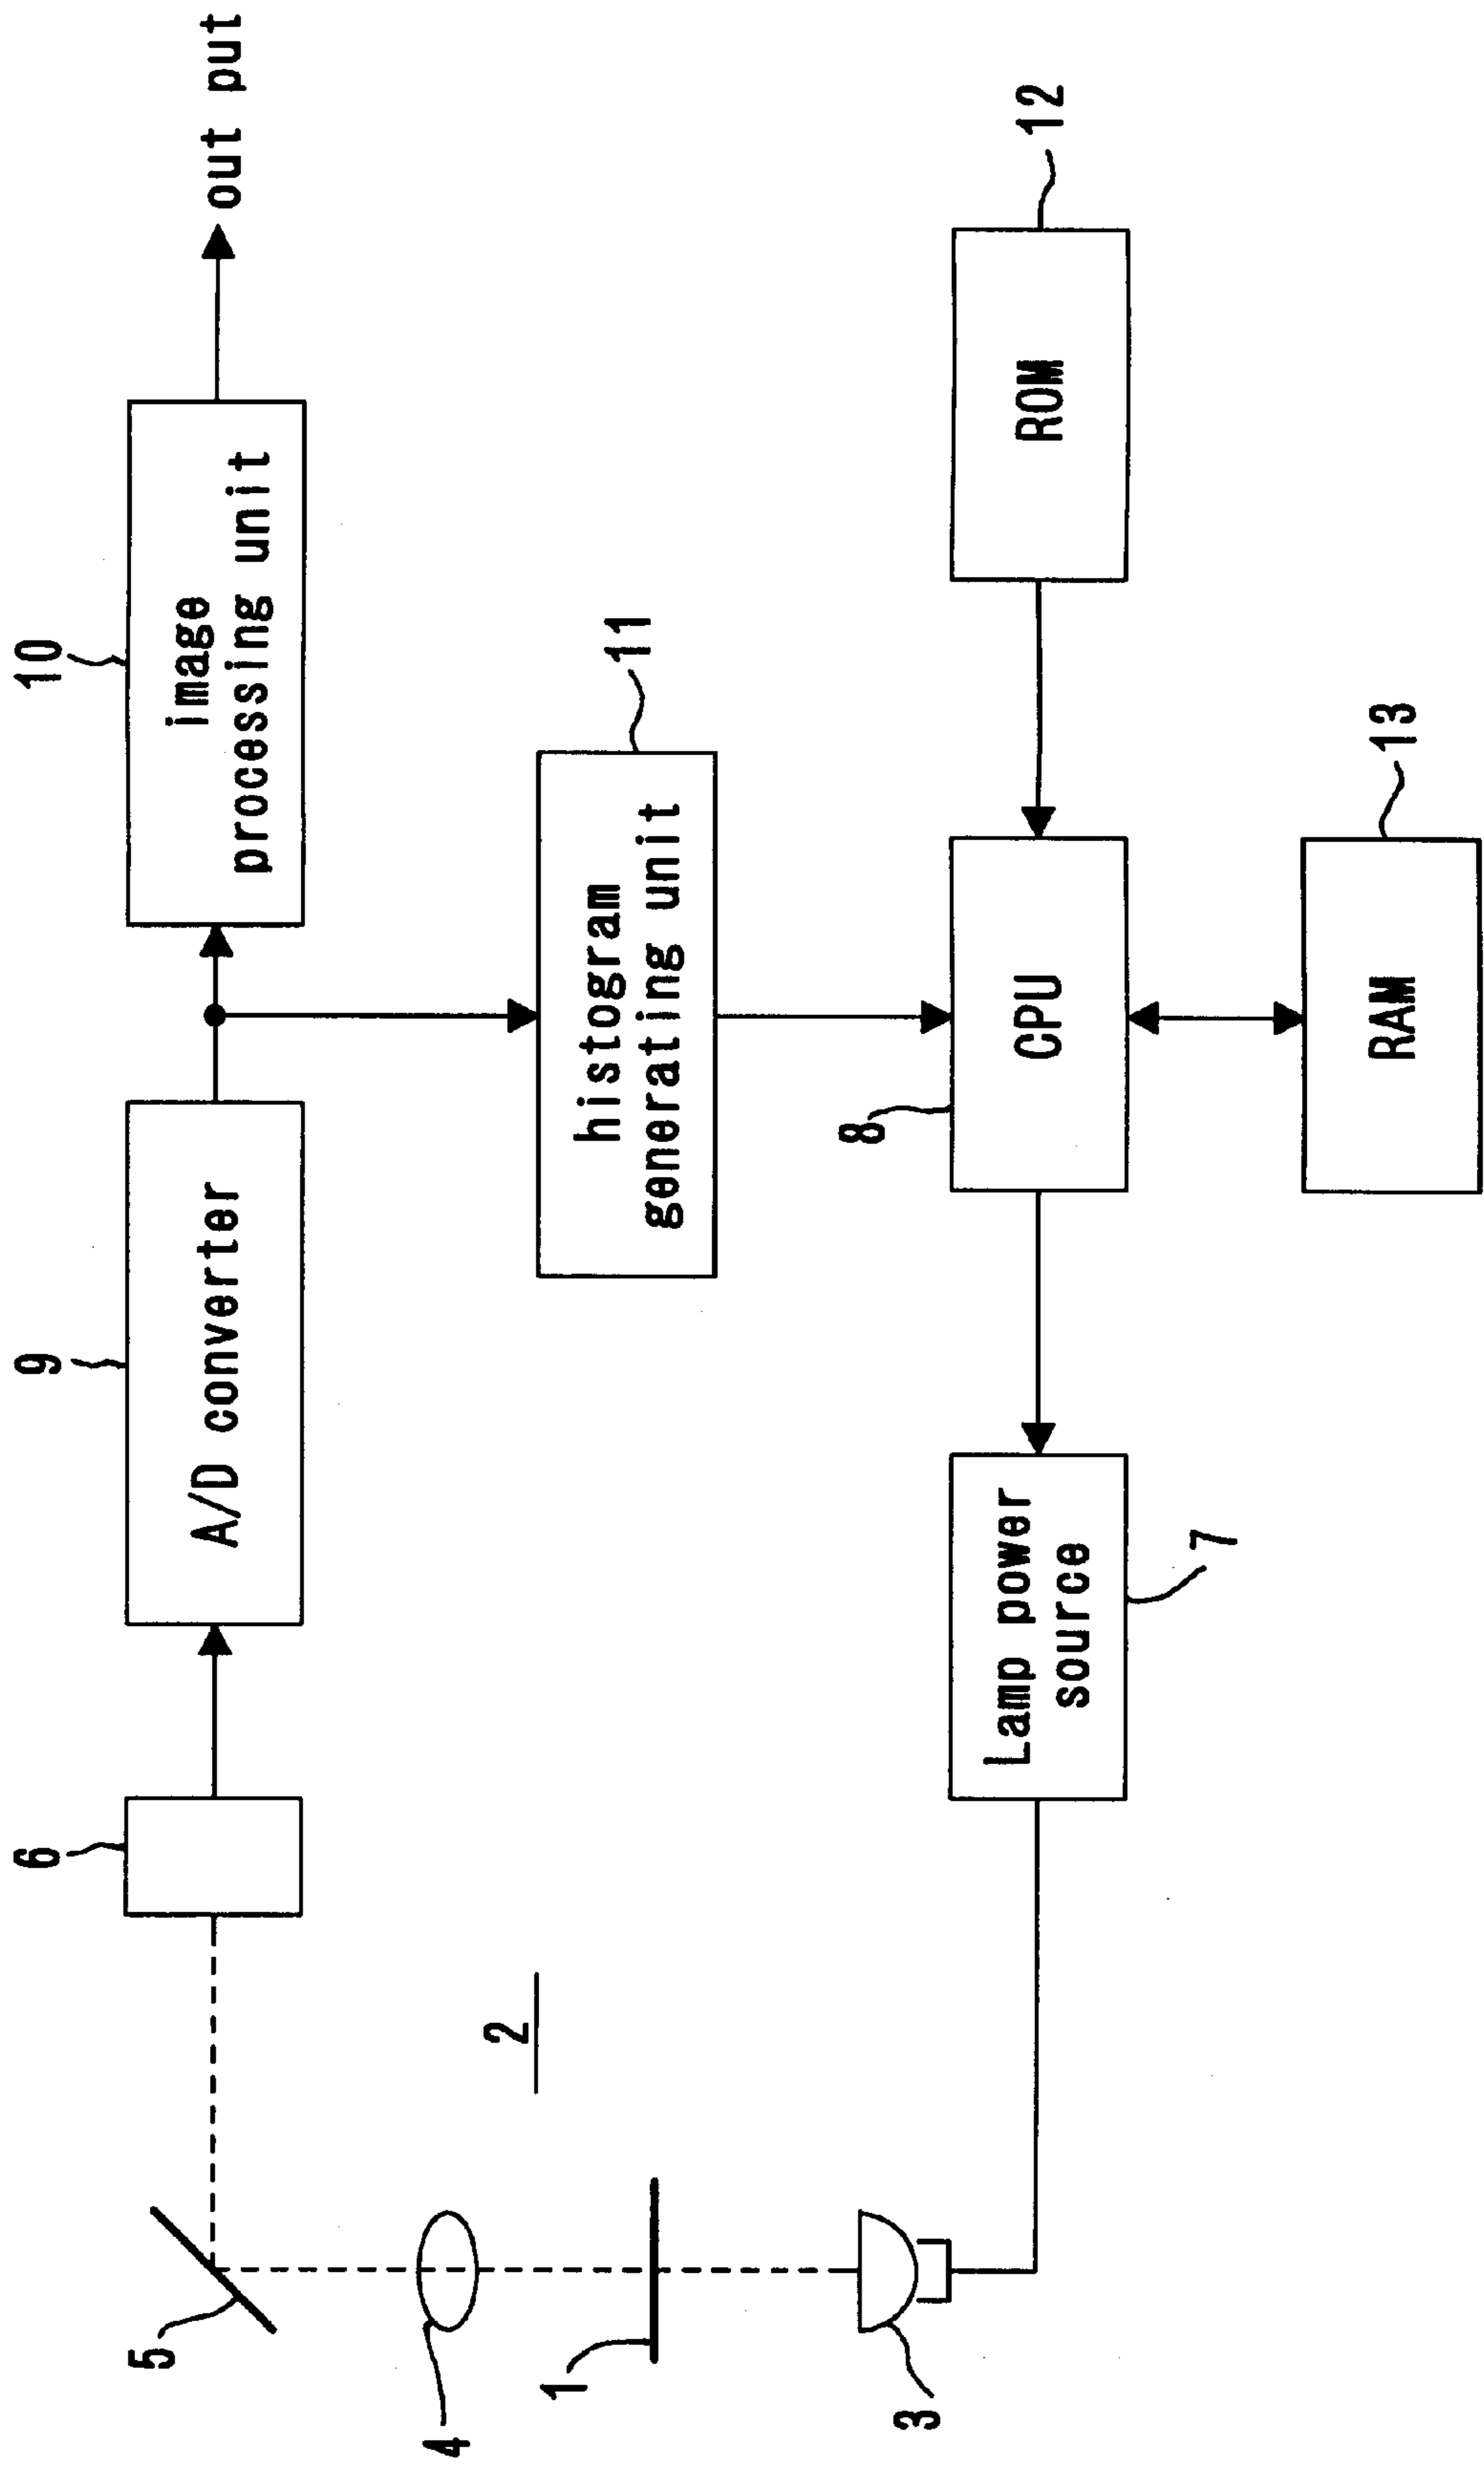 5
4
1
3
2
6
9
A/D converter
10
image
processing unit
out put
11
histogram
generating unit
7
Lamp power
source
8
CPU
12
ROM
13
RAM